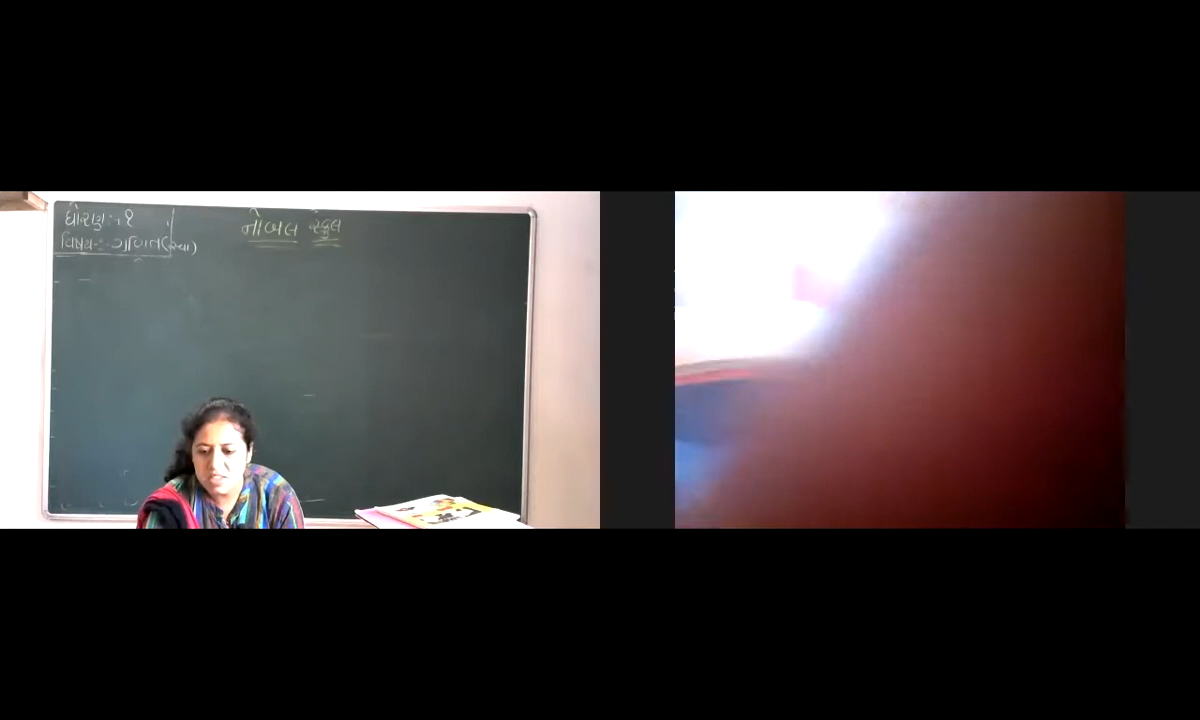 ધોરણ :- ૧
નોબલ સ્કૂલ
વિષય :- ગણિત (સ્વા)